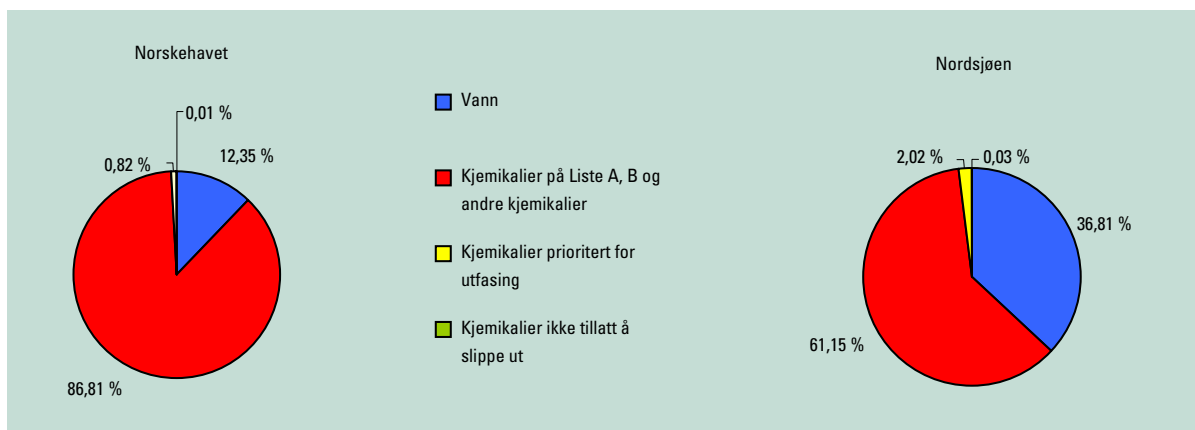 Norskehavet
0,01 %
0,82 %
12,35 %
86,81 %
Vann
Kjemikalier på Liste A, B og
andre kjemikalier
Kjemikalier prioritert for
utfasing
Kjemikalier ikke tillatt å
slippe ut
Nordsjøen
2,02 %
0,03 %
36,81 %
61,15 %